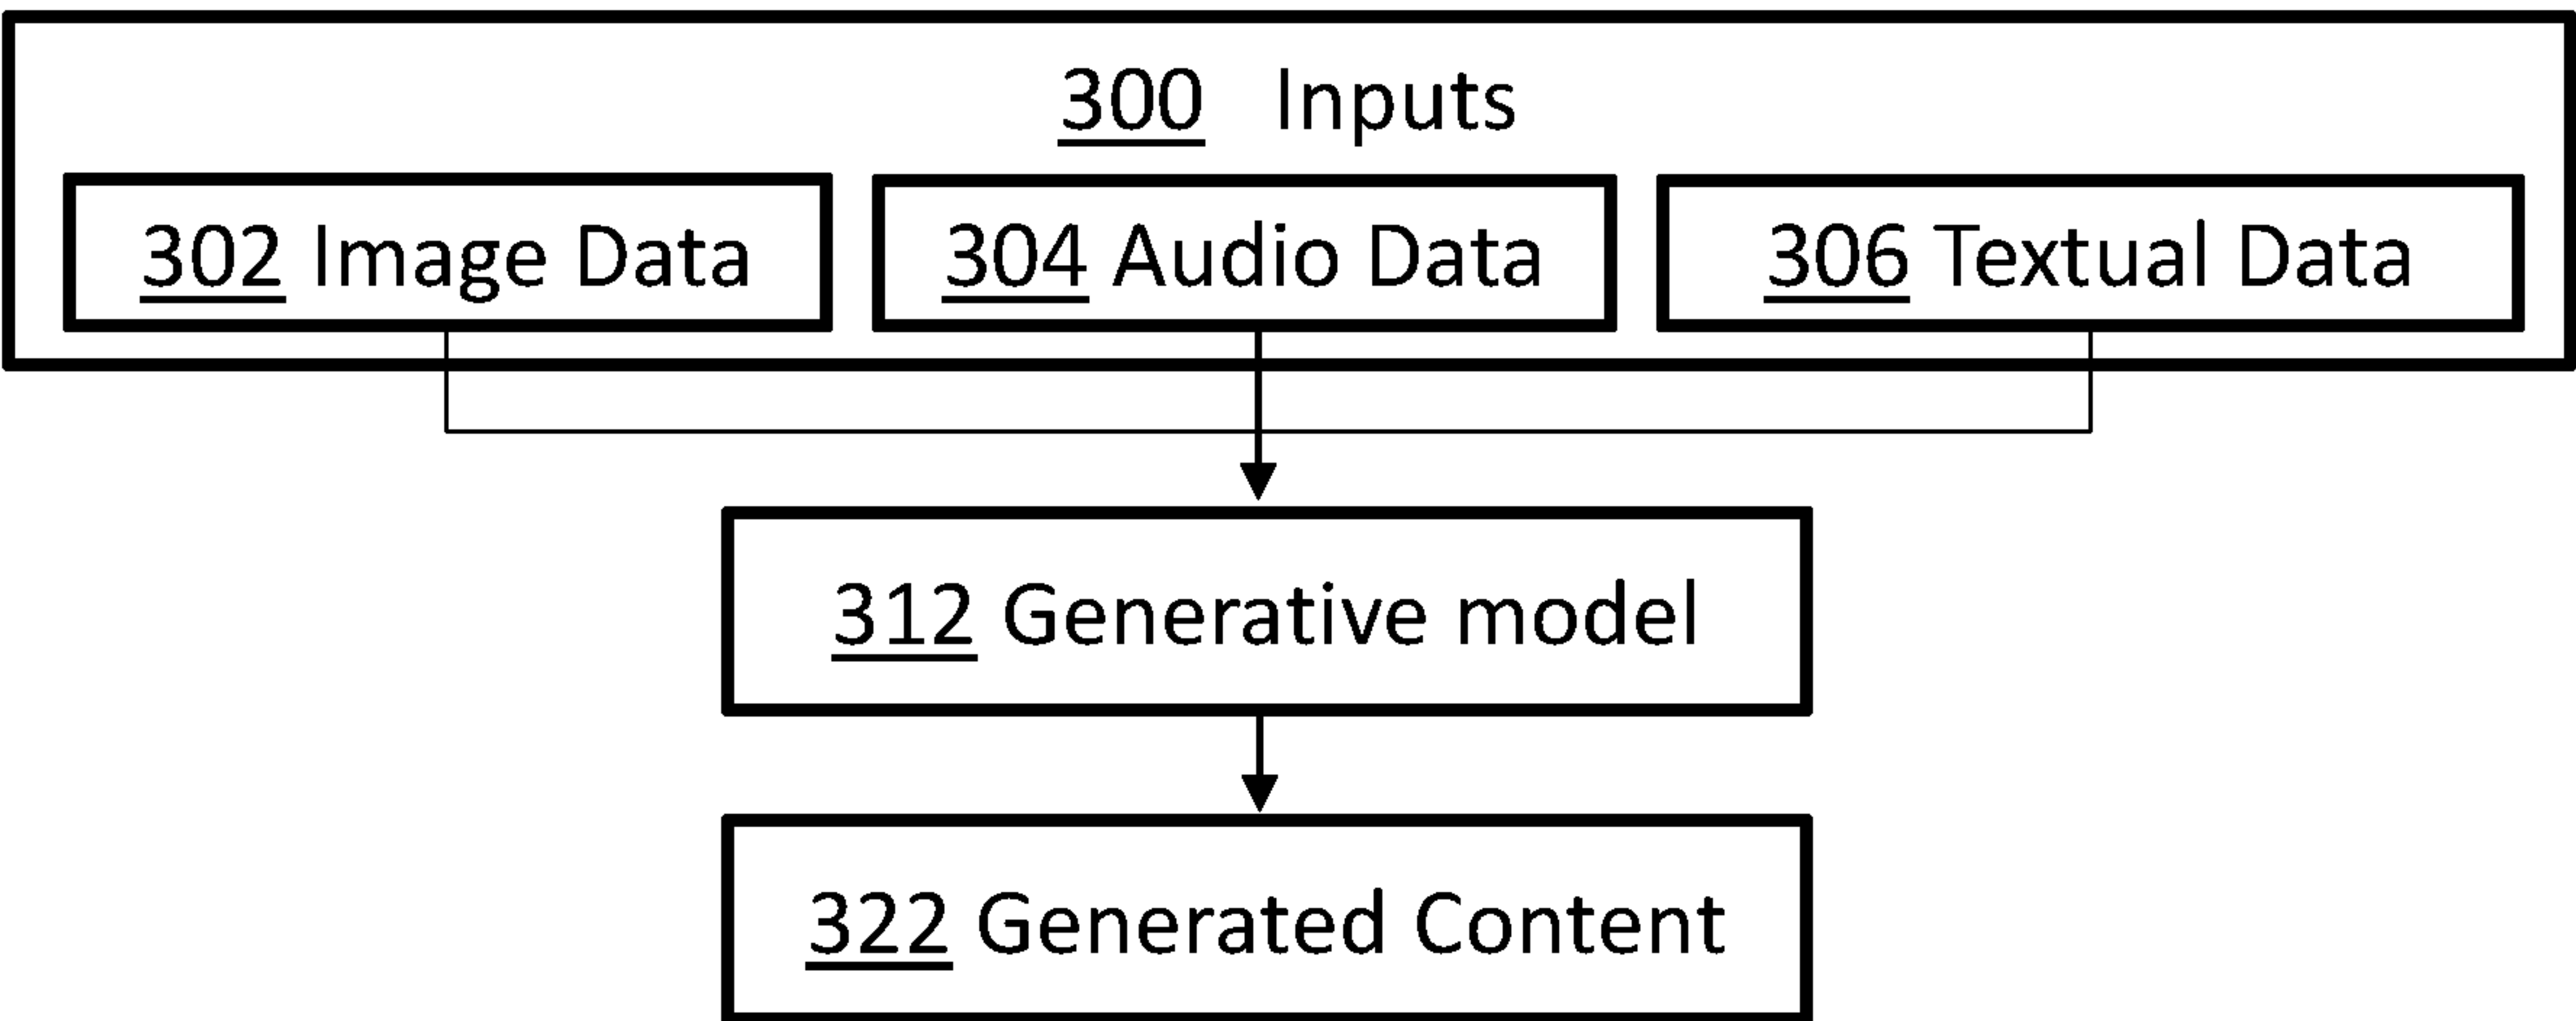 300 Inputs
302 Image Data
304 Audio Data
306 Textual Data
312 Generative model
322 Generated Content